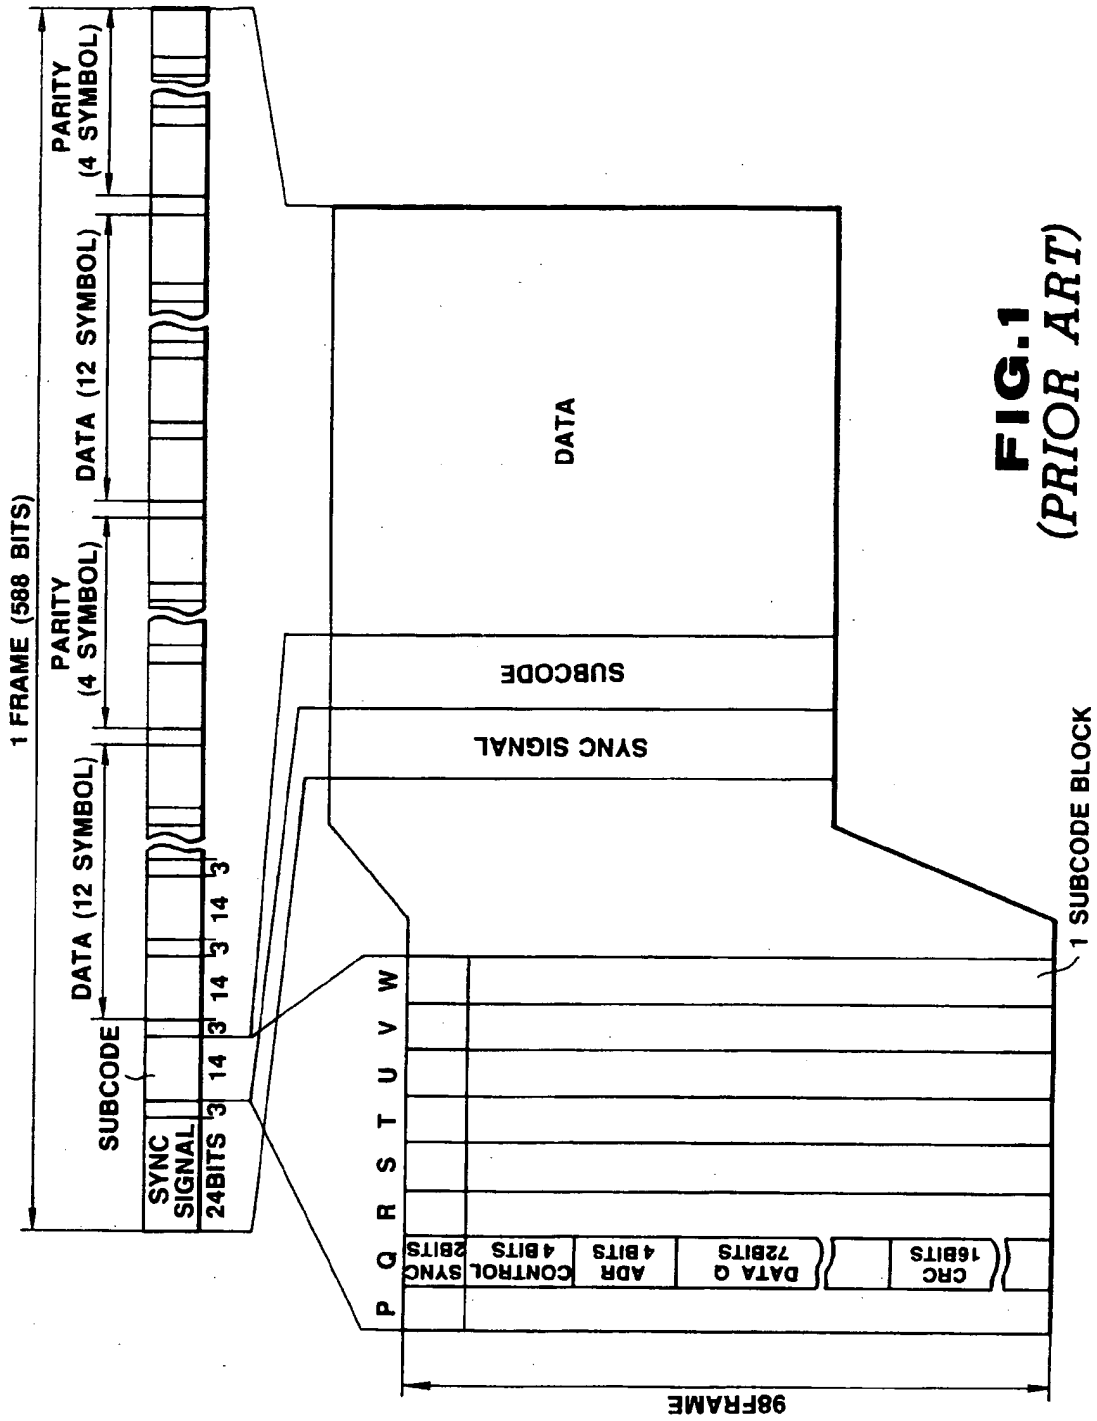 1 FRAME (588 BITS)
SUBCODE
DATA (12 SYMBOL)
PARITY
(4 SYMBOL)
DATA (12 SYMBOL)
PARITY
(4 SYMBOL)
SYNC
SIGNAL
24BITS
3
14
3
14
3
14
3
P
Q
R
S
T
U
V
W
SYNC
2BITS
CONTROL
4 BITS
ADR
4 BITS
DATA Q
72BITS
CRC
16BITS
98FRAME
SYNC SIGNAL
SUBCODE
DATA
1 SUBCODE BLOCK
FIG.1
(PRIOR ART)